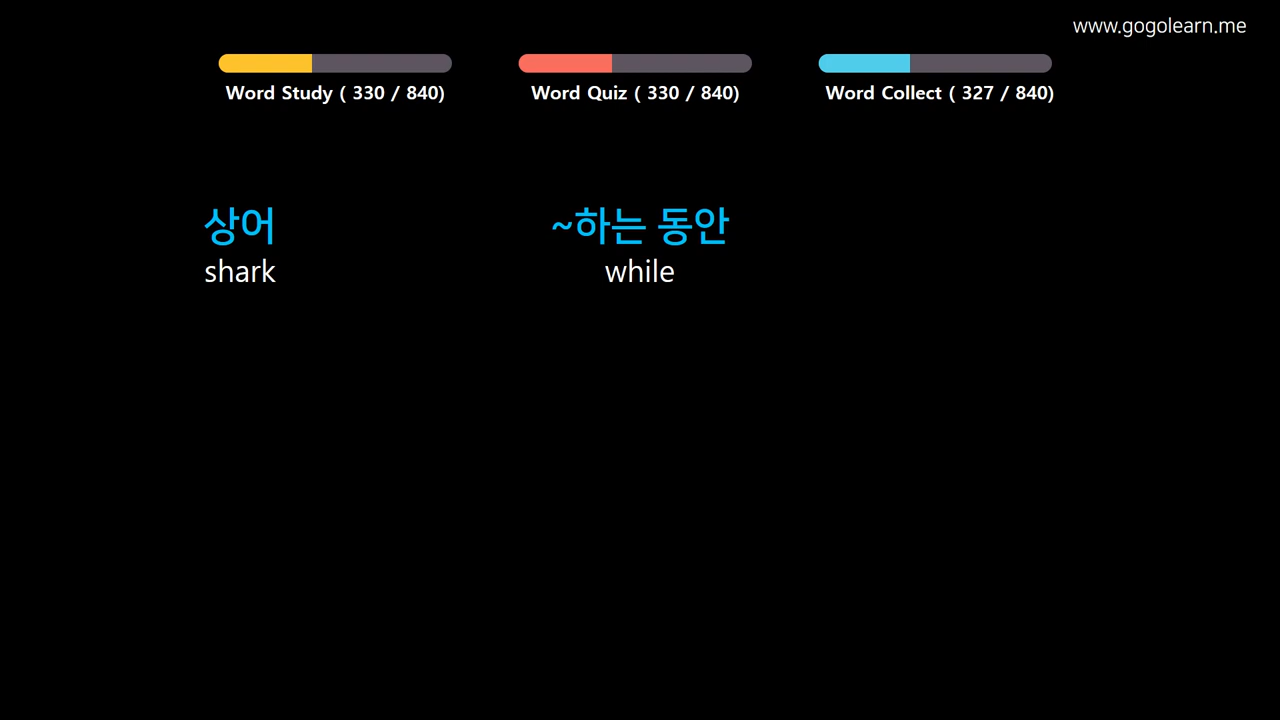 www.gogolearn.me
Word Study ( 330 / 840)
Word Quiz ( 330 / 840)
Word Collect ( 327 / 840)
상어
shark
~하는 동안
while